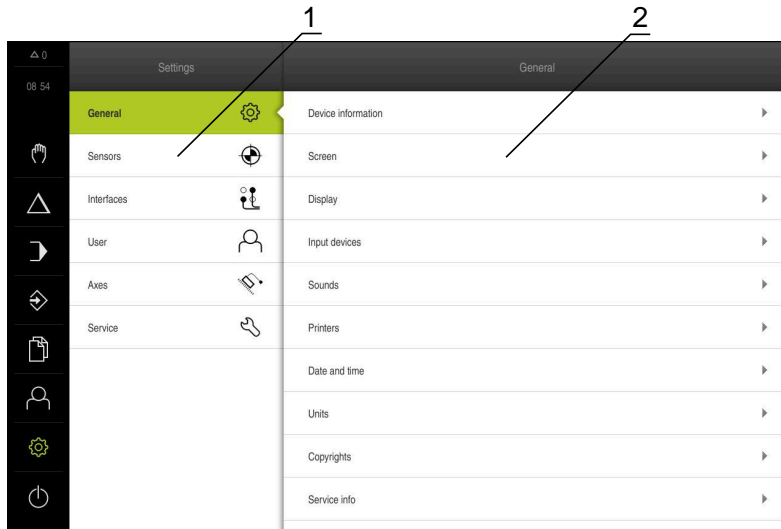 1
2
△ 0
Settings
General
08 54
General
Device information
Sensors
Screen
Interfaces
Display
User
Input devices
Axes
Sounds
Service
Printers
Date and time
Units
Copyrights
Service info